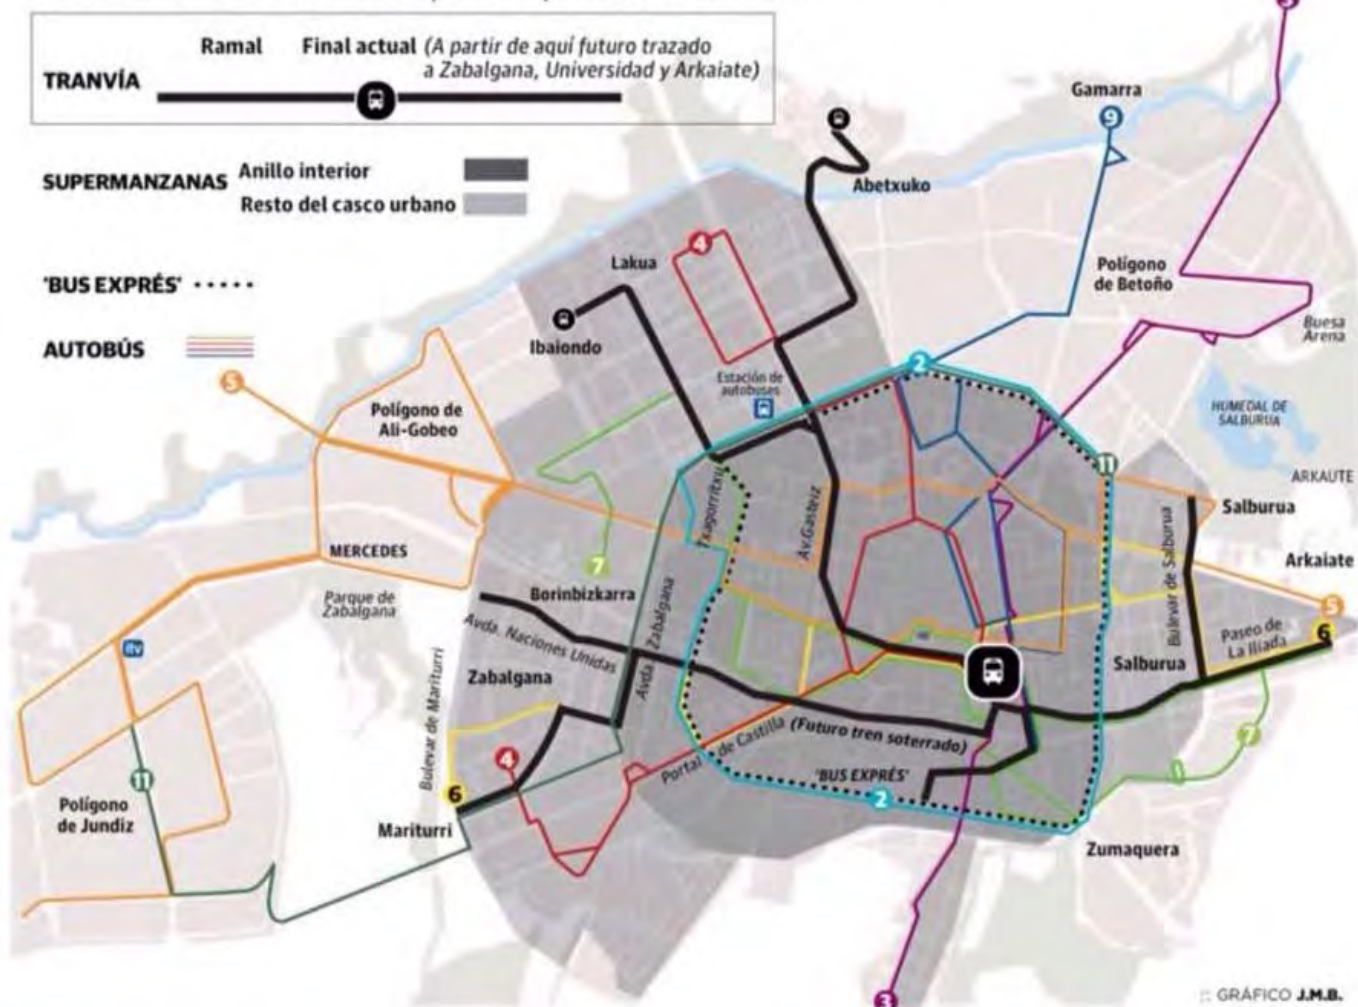 Ramal
Final actual (A partir de aquí futuro trazado
a Zabalgana, Universidad y Arkaiate)
TRANVÍA
SUPERMANZANAS
Anillo interior
Resto del casco urbano
'BUS EXPRÉS'
AUTOBÚS
3
Gamarra
9
Abetxuko
4
Lakua
Polígono
de Betoño
Ibaiondo
Buesa
Arena
5
Estación de
autobuses
2
Polígono de
Ali-Gobeo
HUMEDAL DE
SALBURUA
11
ARKAUTE
Txagorritxu
Av.Gasteiz
Bulevar de Salburua
Salburua
MERCEDES
Arkaiate
7
Parque de
Zabalgana
Borinbizkarra
5
Avda. Naciones Unidas
Avda. Zabalgana
Paseo de
La Iliada
6
itv
Salburua
Bulevar de Mariturri
Zabalgana
Portal de Castilla (Futuro tren soterrado)
7
4
11
'BUS EXPRÉS'
6
2
Polígono
de Jundiz
Mariturri
Zumaquera
3
:: GRÁFICO J.M.B.